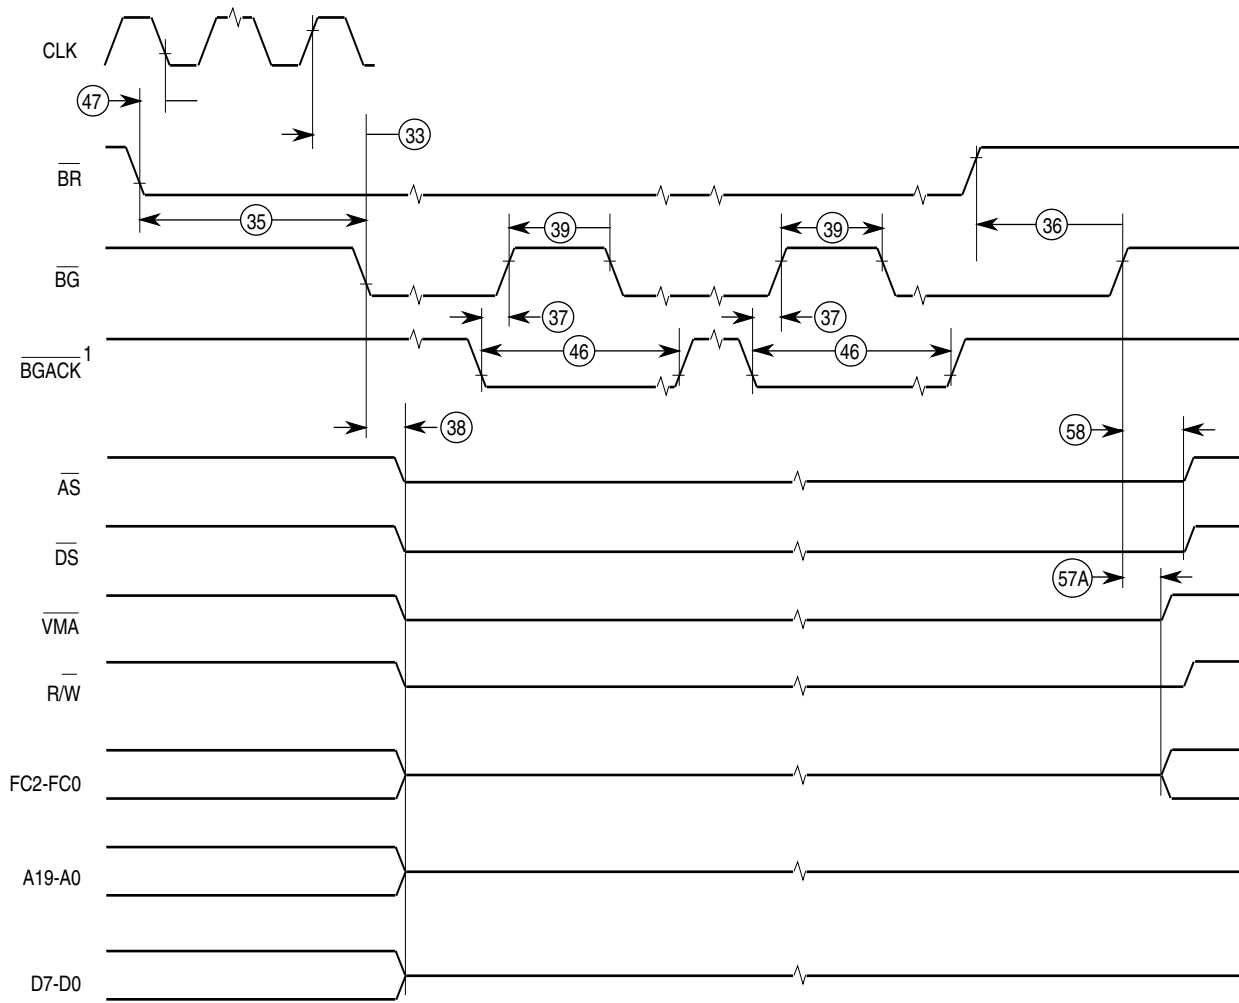 CLK
47
33
BR
35
39
39
36
BG
37
37
BGACK 1
46
46
38
58
AS
DS
57A
VMA
R/W
FC2-FC0
A19-A0
D7-D0